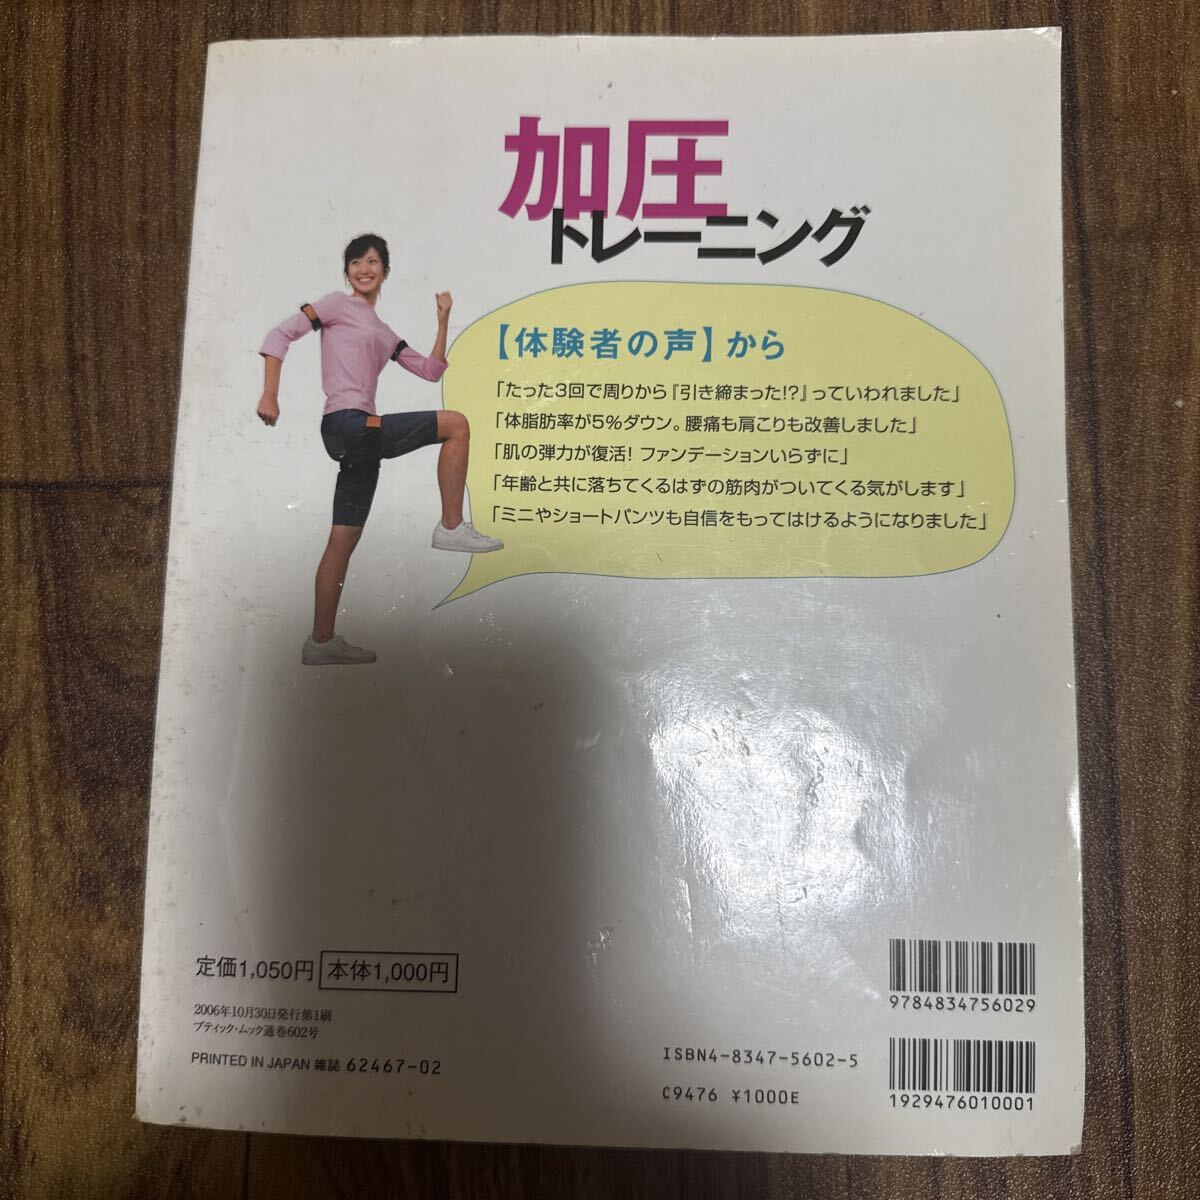 加圧
トレーニング
【体験者の声】から
「たった3回で周りから『引き締まった!?』っていわれました」
「体脂肪率が5%ダウン。腰痛も肩こりも改善しました」
「肌の弾力が復活! ファンデーションいらずに」
「年齢と共に落ちてくるはずの筋肉がついてくる気がします」
「ミニやショートパンツも自信をもってはけるようになりました」
定価1,050円 本体1,000円
2006年10月30日発行第1刷
ブティック・ムック通巻602号
PRINTED IN JAPAN 雑誌 62467-02
9784834756029
ISBN4-8347-5602-5
C9476 ¥1000E
1929476010001